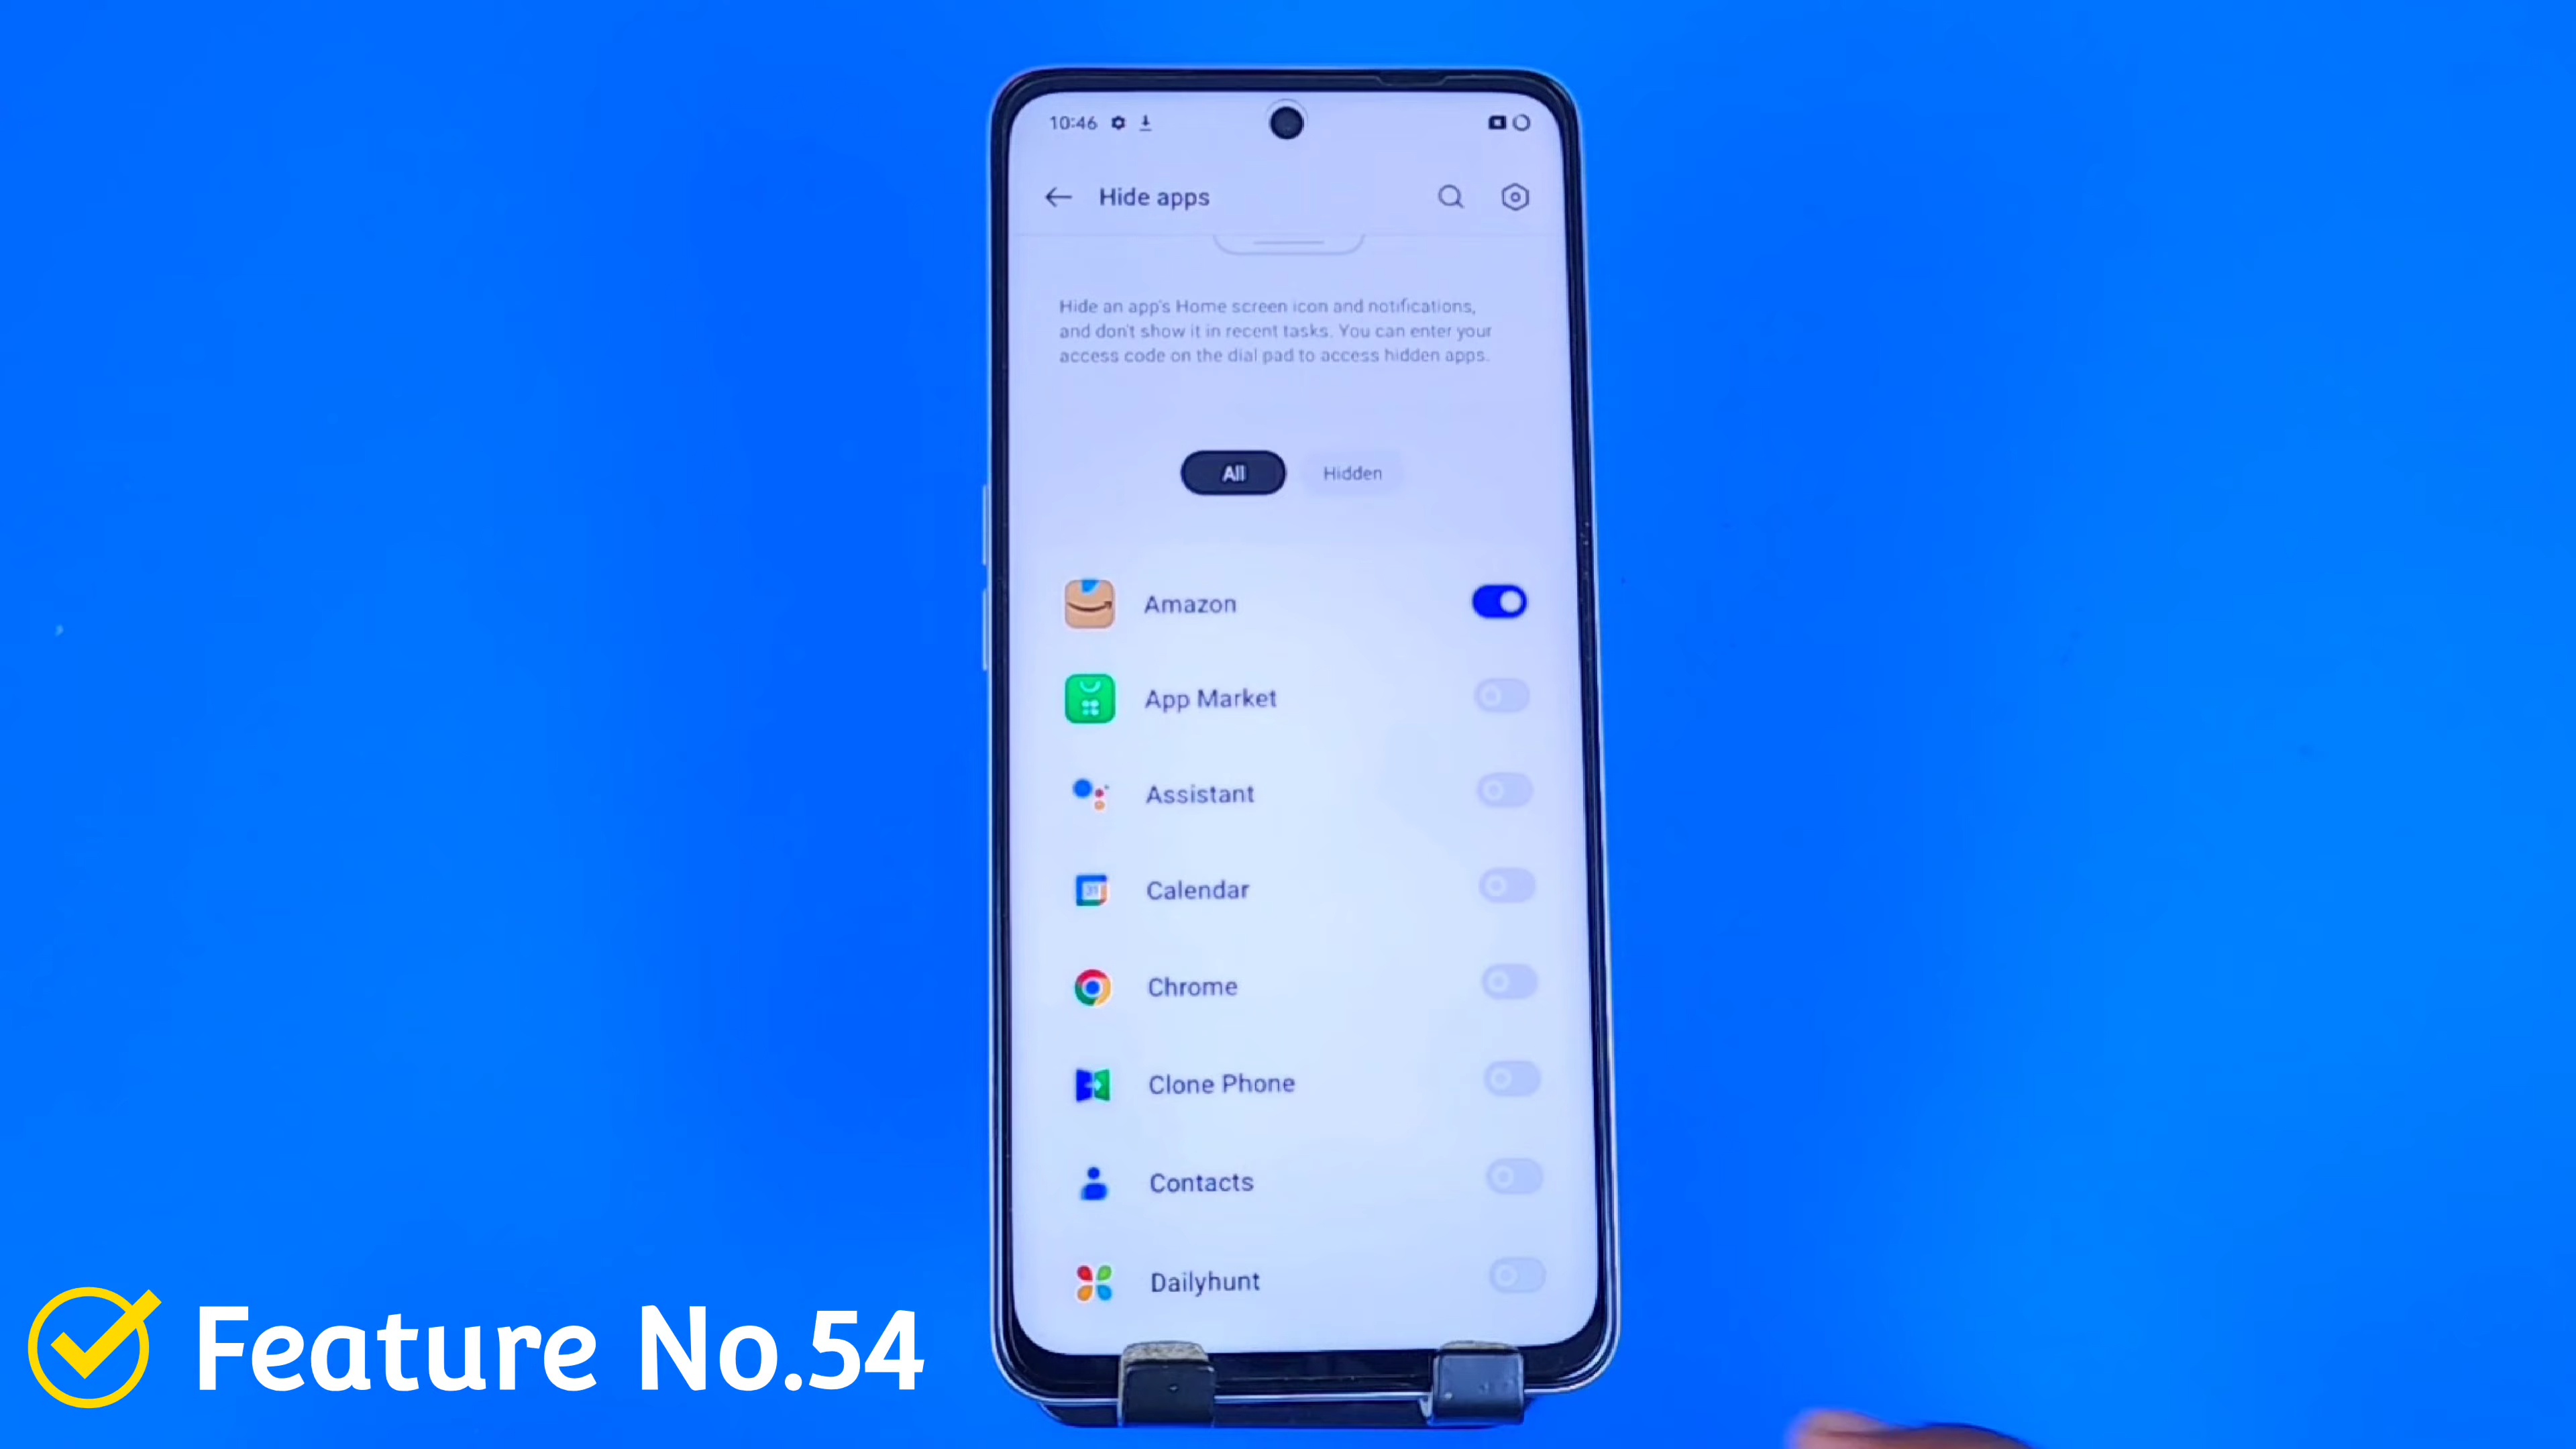 10:46
Hide apps
Hide an app's Home screen icon and notifications,
and don't show it in recent tasks. You can enter your
access code on the dial pad to access hidden apps.
All Hidden
Amazon
App Market
Assistant
31
Calendar
Chrome
Clone Phone
Contacts
Dailyhunt
Feature No.54